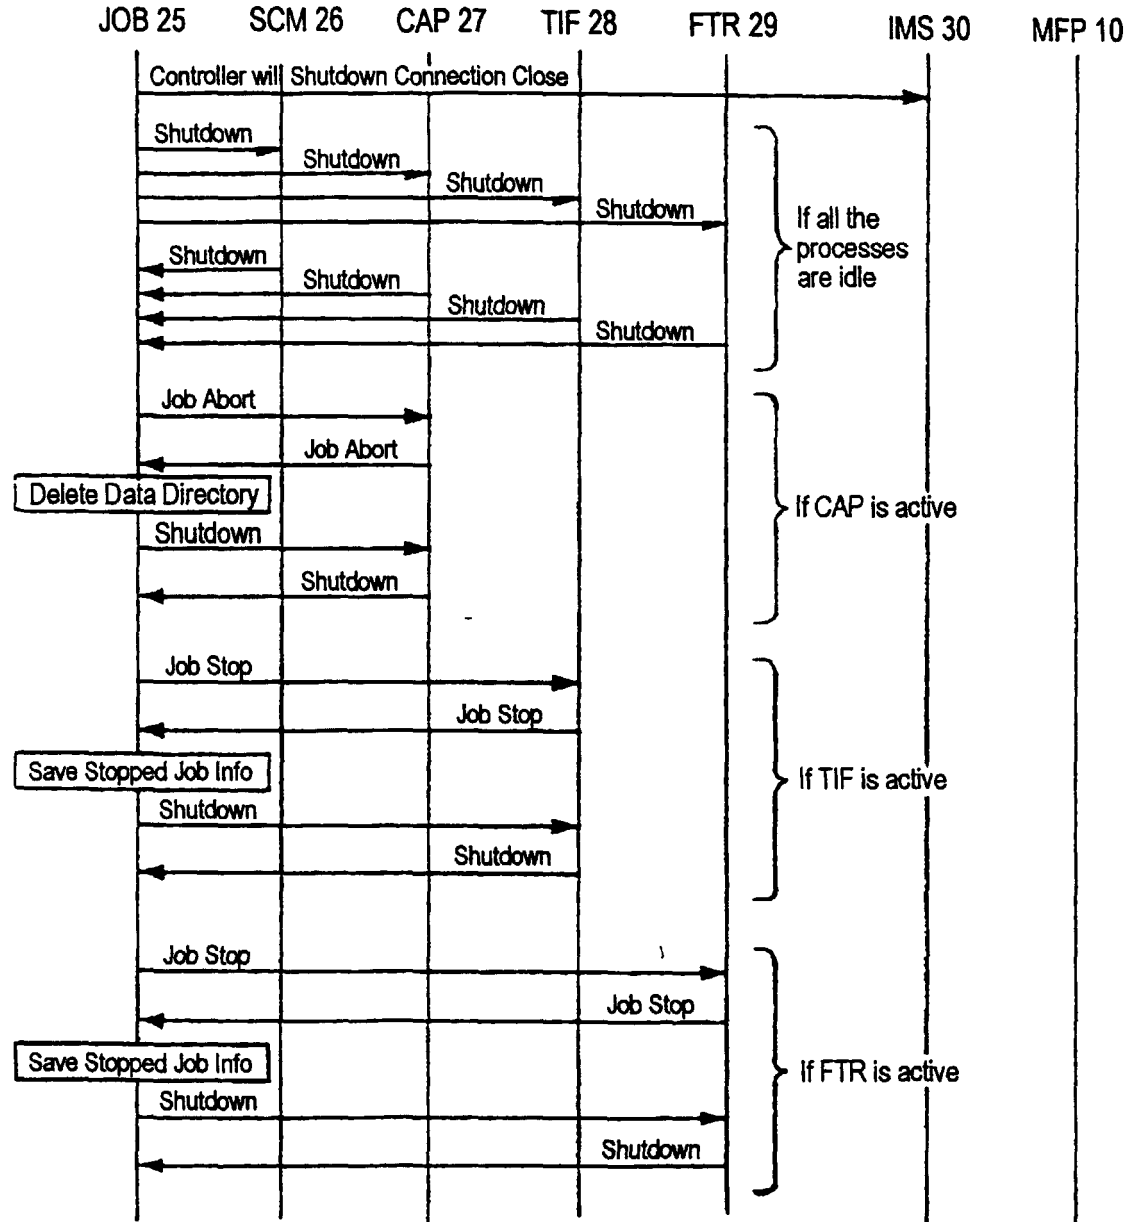 JOB 25 SCM 26 CAP 27 TIF 28 FTR 29 IMS 30 MFP 10
Controller will Shutdown Connection Close
Shutdown
Shutdown
Shutdown
Shutdown
If all the
processes
are idle
Shutdown
Shutdown
Shutdown
Shutdown
Job Abort
Job Abort
Delete Data Directory
If CAP is active
Shutdown
Shutdown
Job Stop
Job Stop
Save Stopped Job Info
If TIF is active
Shutdown
Shutdown
Job Stop
Job Stop
Save Stopped Job Info
If FTR is active
Shutdown
Shutdown